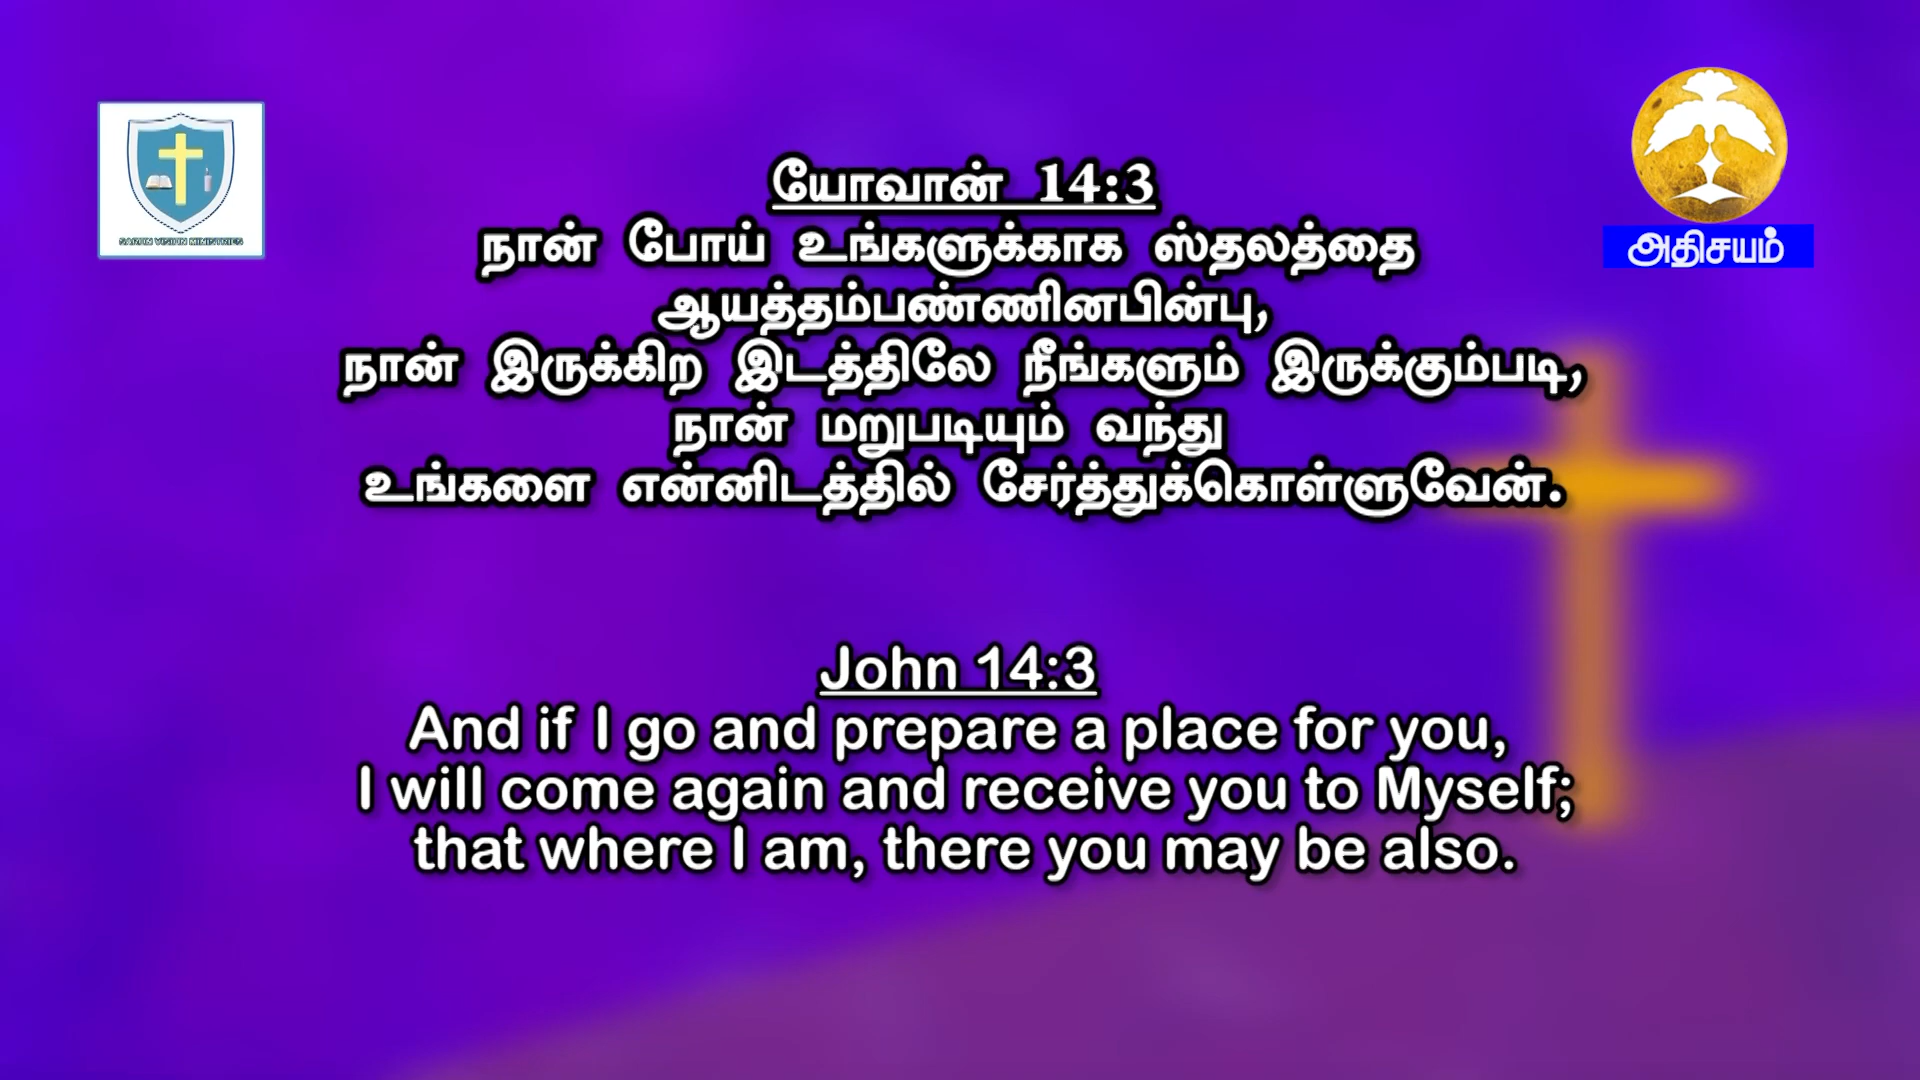 யோவான் 14:3
நான் போய் உங்களுக்காக ஸ்தலத்தை
ஆயத்தம்பண்ணினபின்பு,
நான் இருக்கிற இடத்திலே நீங்களும் இருக்கும்படி,
நான் மறுபடியும் வந்து
உங்களை என்னிடத்தில் சேர்த்துக்கொள்ளுவேன்.
அதிசயம்
John 14:3
And if I go and prepare a place for you,
I will come again and receive you to Myself;
that where I am, there you may be also.